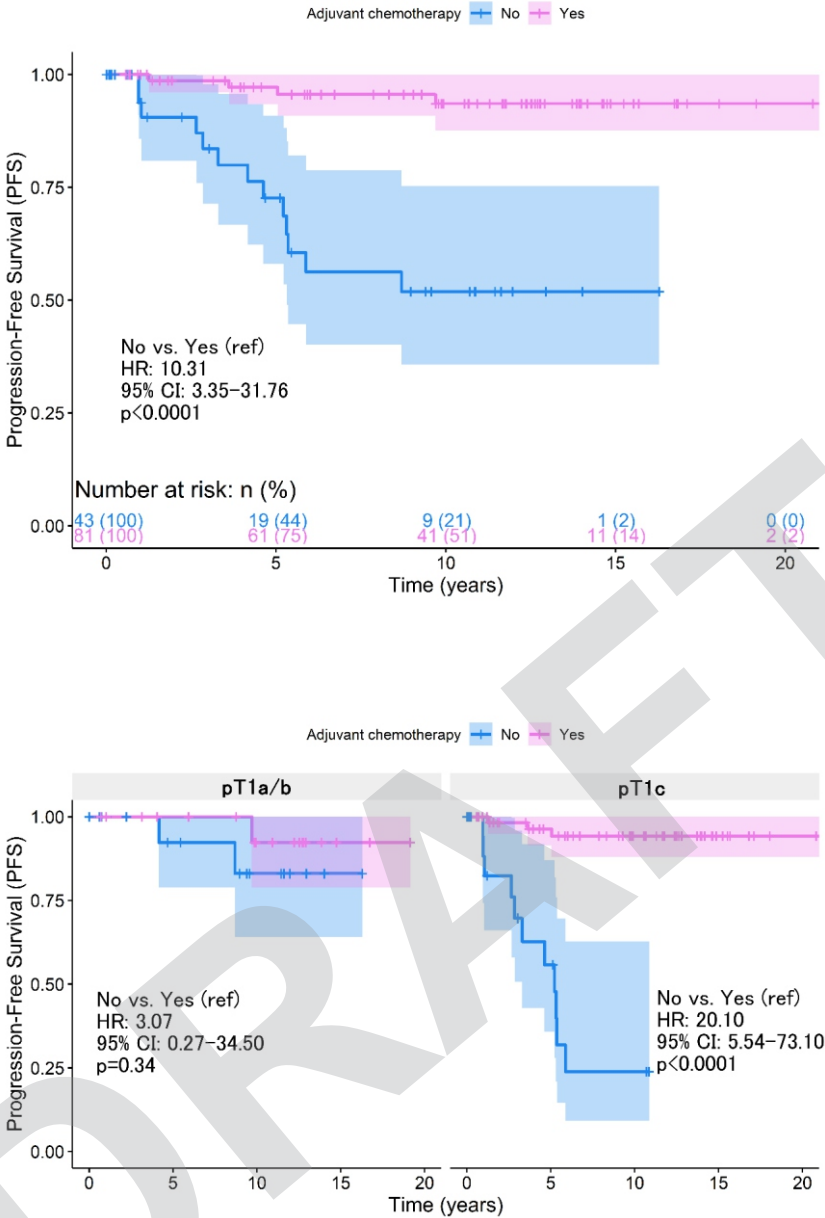 Adjuvant chemotherapy No Yes
Progression-Free Survival (PFS)
1.00
0.75
0.50
0.25
0.00
No vs. Yes (ref)
HR: 10.31
95% CI: 3.35-31.76
p<0.0001
Number at risk: n (%)
43 (100) 19 (44) 9 (21) 1 (2) 0 (0)
81 (100) 61 (75) 41 (51) 11 (14) 2 (2)
0 5 10 15 20
Time (years)
Adjuvant chemotherapy No Yes
pT1a/b pT1c
Progression-Free Survival (PFS)
1.00
0.75
0.50
0.25
0.00
No vs. Yes (ref)
HR: 3.07
95% CI: 0.27-34.50
p=0.34
No vs. Yes (ref)
HR: 20.10
95% CI: 5.54-73.10
p<0.0001
0 5 10 15 20 0 5 10 15 20
Time (years)
DRAFT